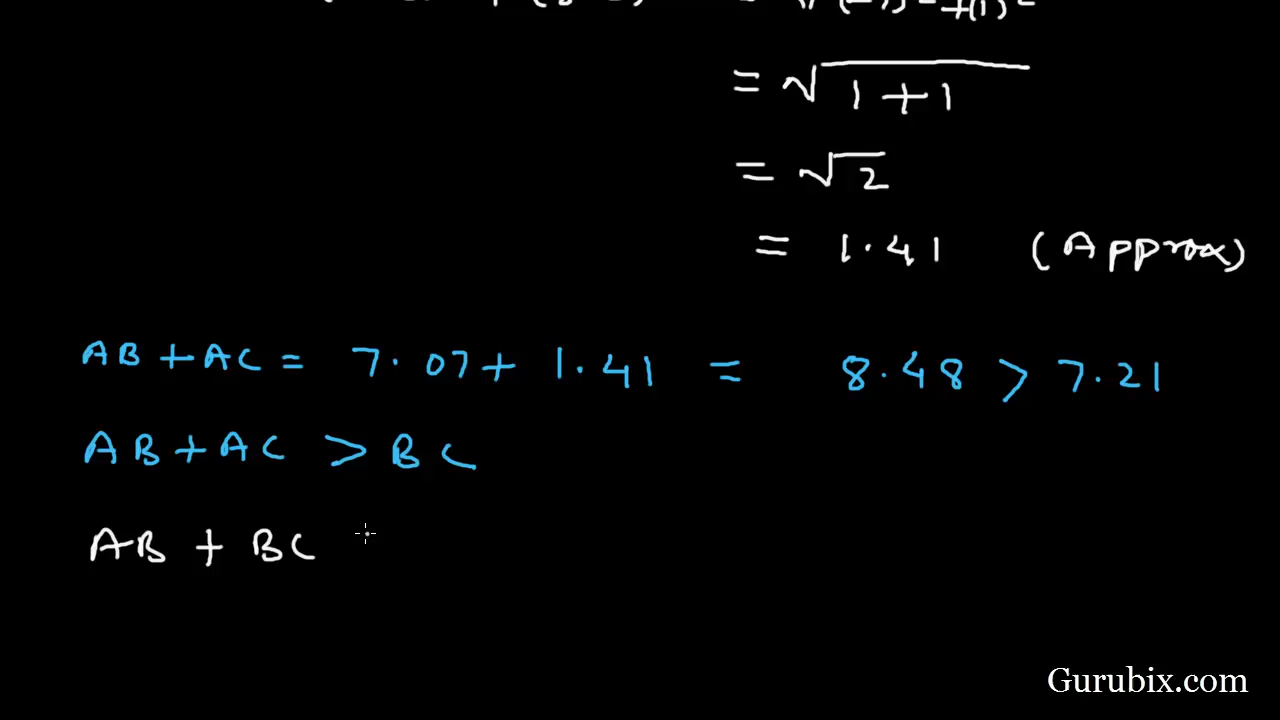 = √1+1
= √2
= 1.41 (Approx)
AB + AC = 7.07 + 1.41 = 8.48 > 7.21
AB + AC > BC
AB + BC
Gurubix.com